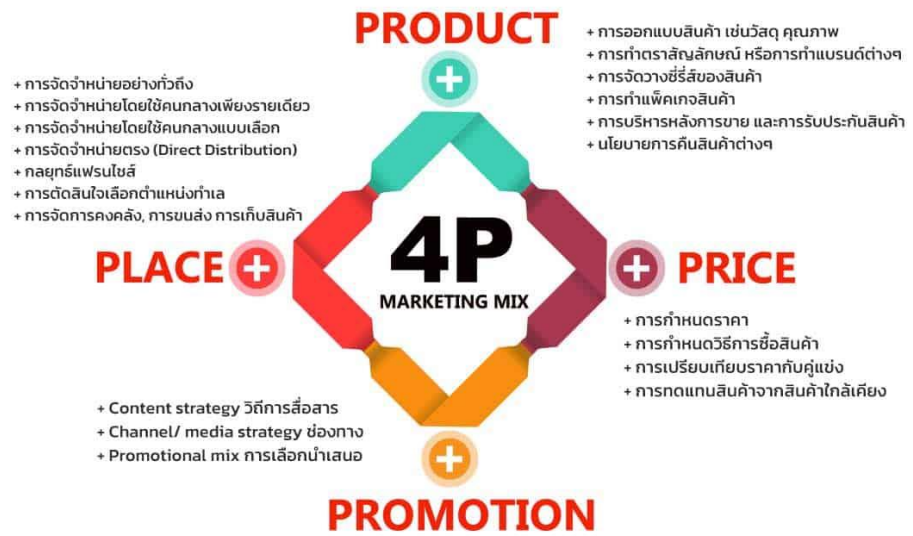 PRODUCT
+ การออกแบบสินค้า เช่นวัสดุ คุณภาพ
+ การทำตราสัญลักษณ์ หรือการทำแบรนด์ต่างๆ
+ การจัดวางซี่รี่ส์ของสินค้า
+ การทำแพ็คเกจสินค้า
+ การบริหารหลังการขาย และการรับประกันสินค้า
+ นโยบายการคืนสินค้าต่างๆ
+ การจัดจำหน่ายอย่างทั่วถึง
+ การจัดจำหน่ายโดยใช้คนกลางเพียงรายเดียว
+ การจัดจำหน่ายโดยใช้คนกลางแบบเลือก
+ การจัดจำหน่ายตรง (Direct Distribution)
+ กลยุทธ์แฟรนไชส์
+ การตัดสินใจเลือกตำแหน่งทำเล
+ การจัดการคงคลัง, การขนส่ง การเก็บสินค้า
PLACE
4P
MARKETING MIX
PRICE
+ การกำหนดราคา
+ การกำหนดวิธีการซื้อสินค้า
+ การเปรียบเทียบราคากับคู่แข่ง
+ การทดแทนสินค้าจากสินค้าใกล้เคียง
+ Content strategy วิถีการสื่อสาร
+ Channel/ media strategy ช่องทาง
+ Promotional mix การเลือกนำเสนอ
PROMOTION